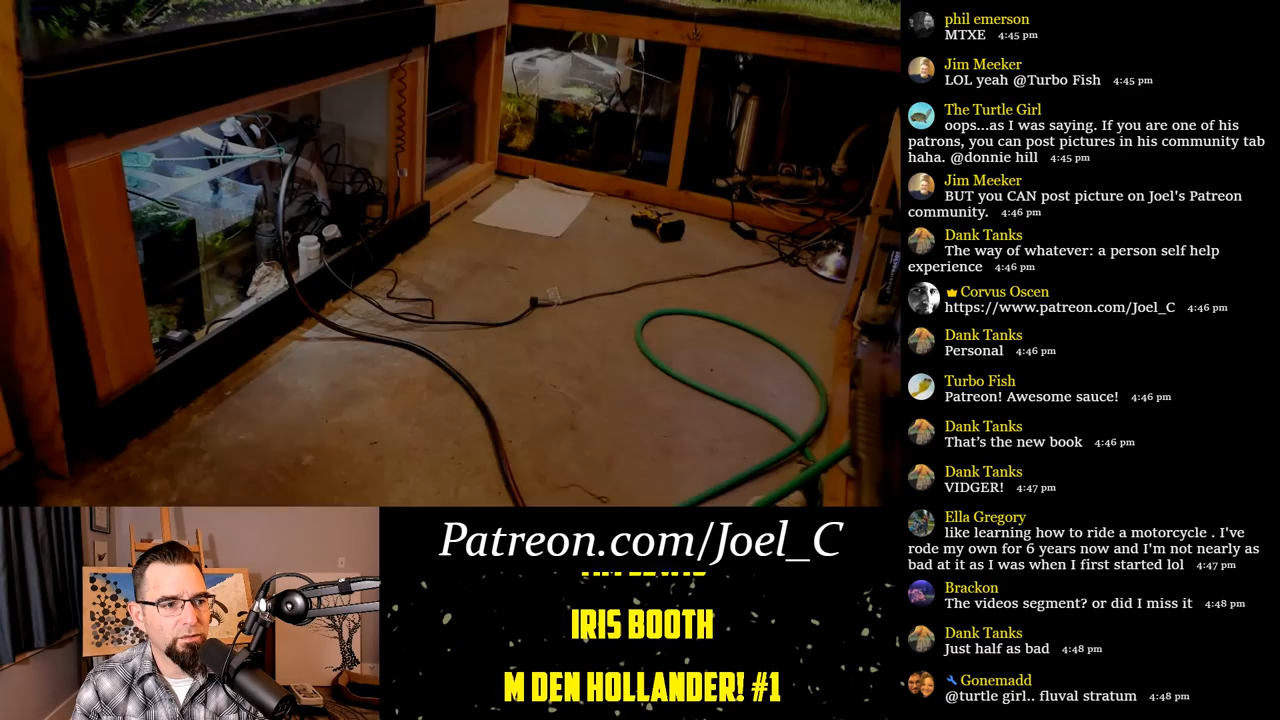 phil emerson
MTXE 4:45 pm
Jim Meeker
LOL yeah @Turbo Fish 4:45 pm
The Turtle Girl
oops...as I was saying. If you are one of his
patrons, you can post pictures in his community tab
haha. @donnie hill 4:45 pm
Jim Meeker
BUT you CAN post picture on Joel's Patreon
community. 4:46 pm
Dank Tanks
The way of whatever: a person self help
experience 4:46 pm
Corvus Oscen
https://www.patreon.com/Joel_C 4:46 pm
Dank Tanks
Personal 4:46 pm
Turbo Fish
Patreon! Awesome sauce! 4:46 pm
Dank Tanks
That's the new book 4:46 pm
Dank Tanks
VIDGER! 4:47 pm
Ella Gregory
like learning how to ride a motorcycle . I've
rode my own for 6 years now and I'm not nearly as
bad at it as I was when I first started lol 4:47 pm
Brackon
The videos segment? or did I miss it 4:48 pm
Dank Tanks
Just half as bad 4:48 pm
Gonemadd
@turtle girl.. fluval stratum 4:48 pm
Patreon.com/Joel_C
IRIS BOOTH
M DEN HOLLANDER! #1